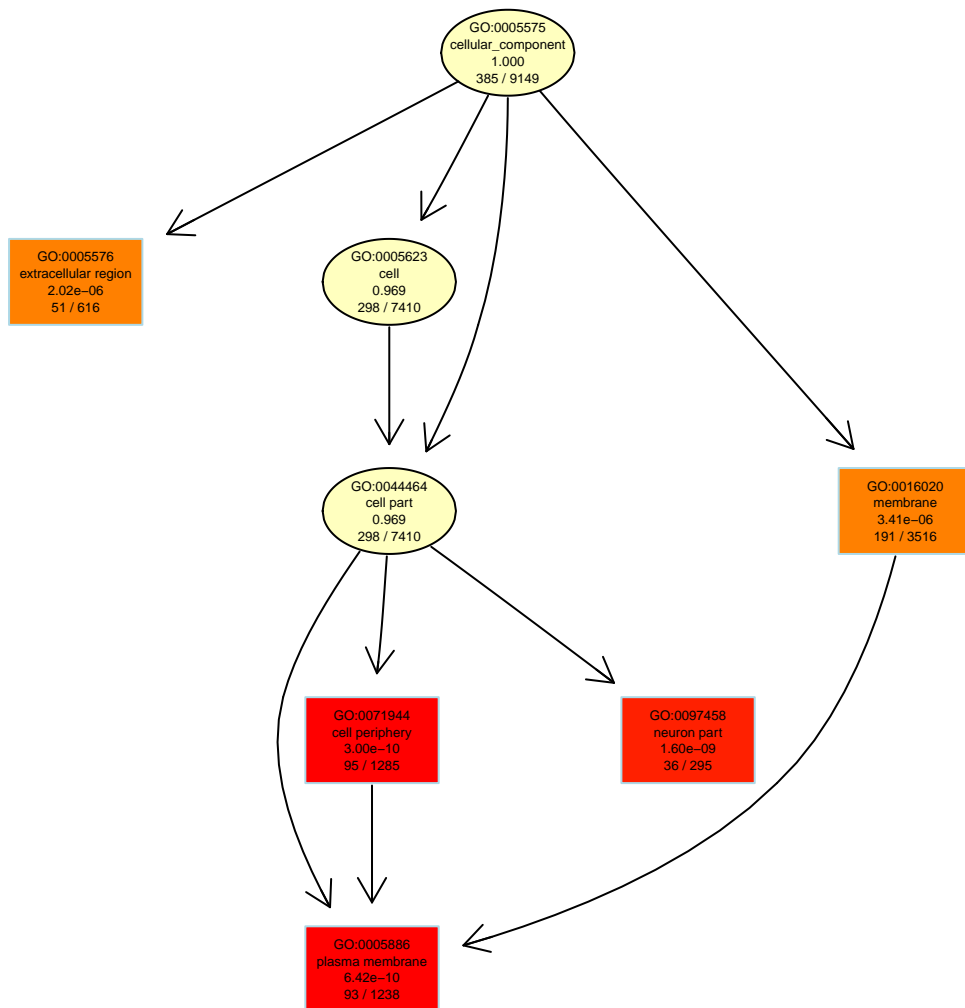 GO:0005575
cellular_component
1.000
385 / 9149
GO:0005576
extracellular region
2.02e−06
51 / 616
GO:0005623
cell
0.969
298 / 7410
GO:0044464
cell part
0.969
298 / 7410
GO:0016020
membrane
3.41e−06
191 / 3516
GO:0071944
cell periphery
3.00e−10
95 / 1285
GO:0097458
neuron part
1.60e−09
36 / 295
GO:0005886
plasma membrane
6.42e−10
93 / 1238